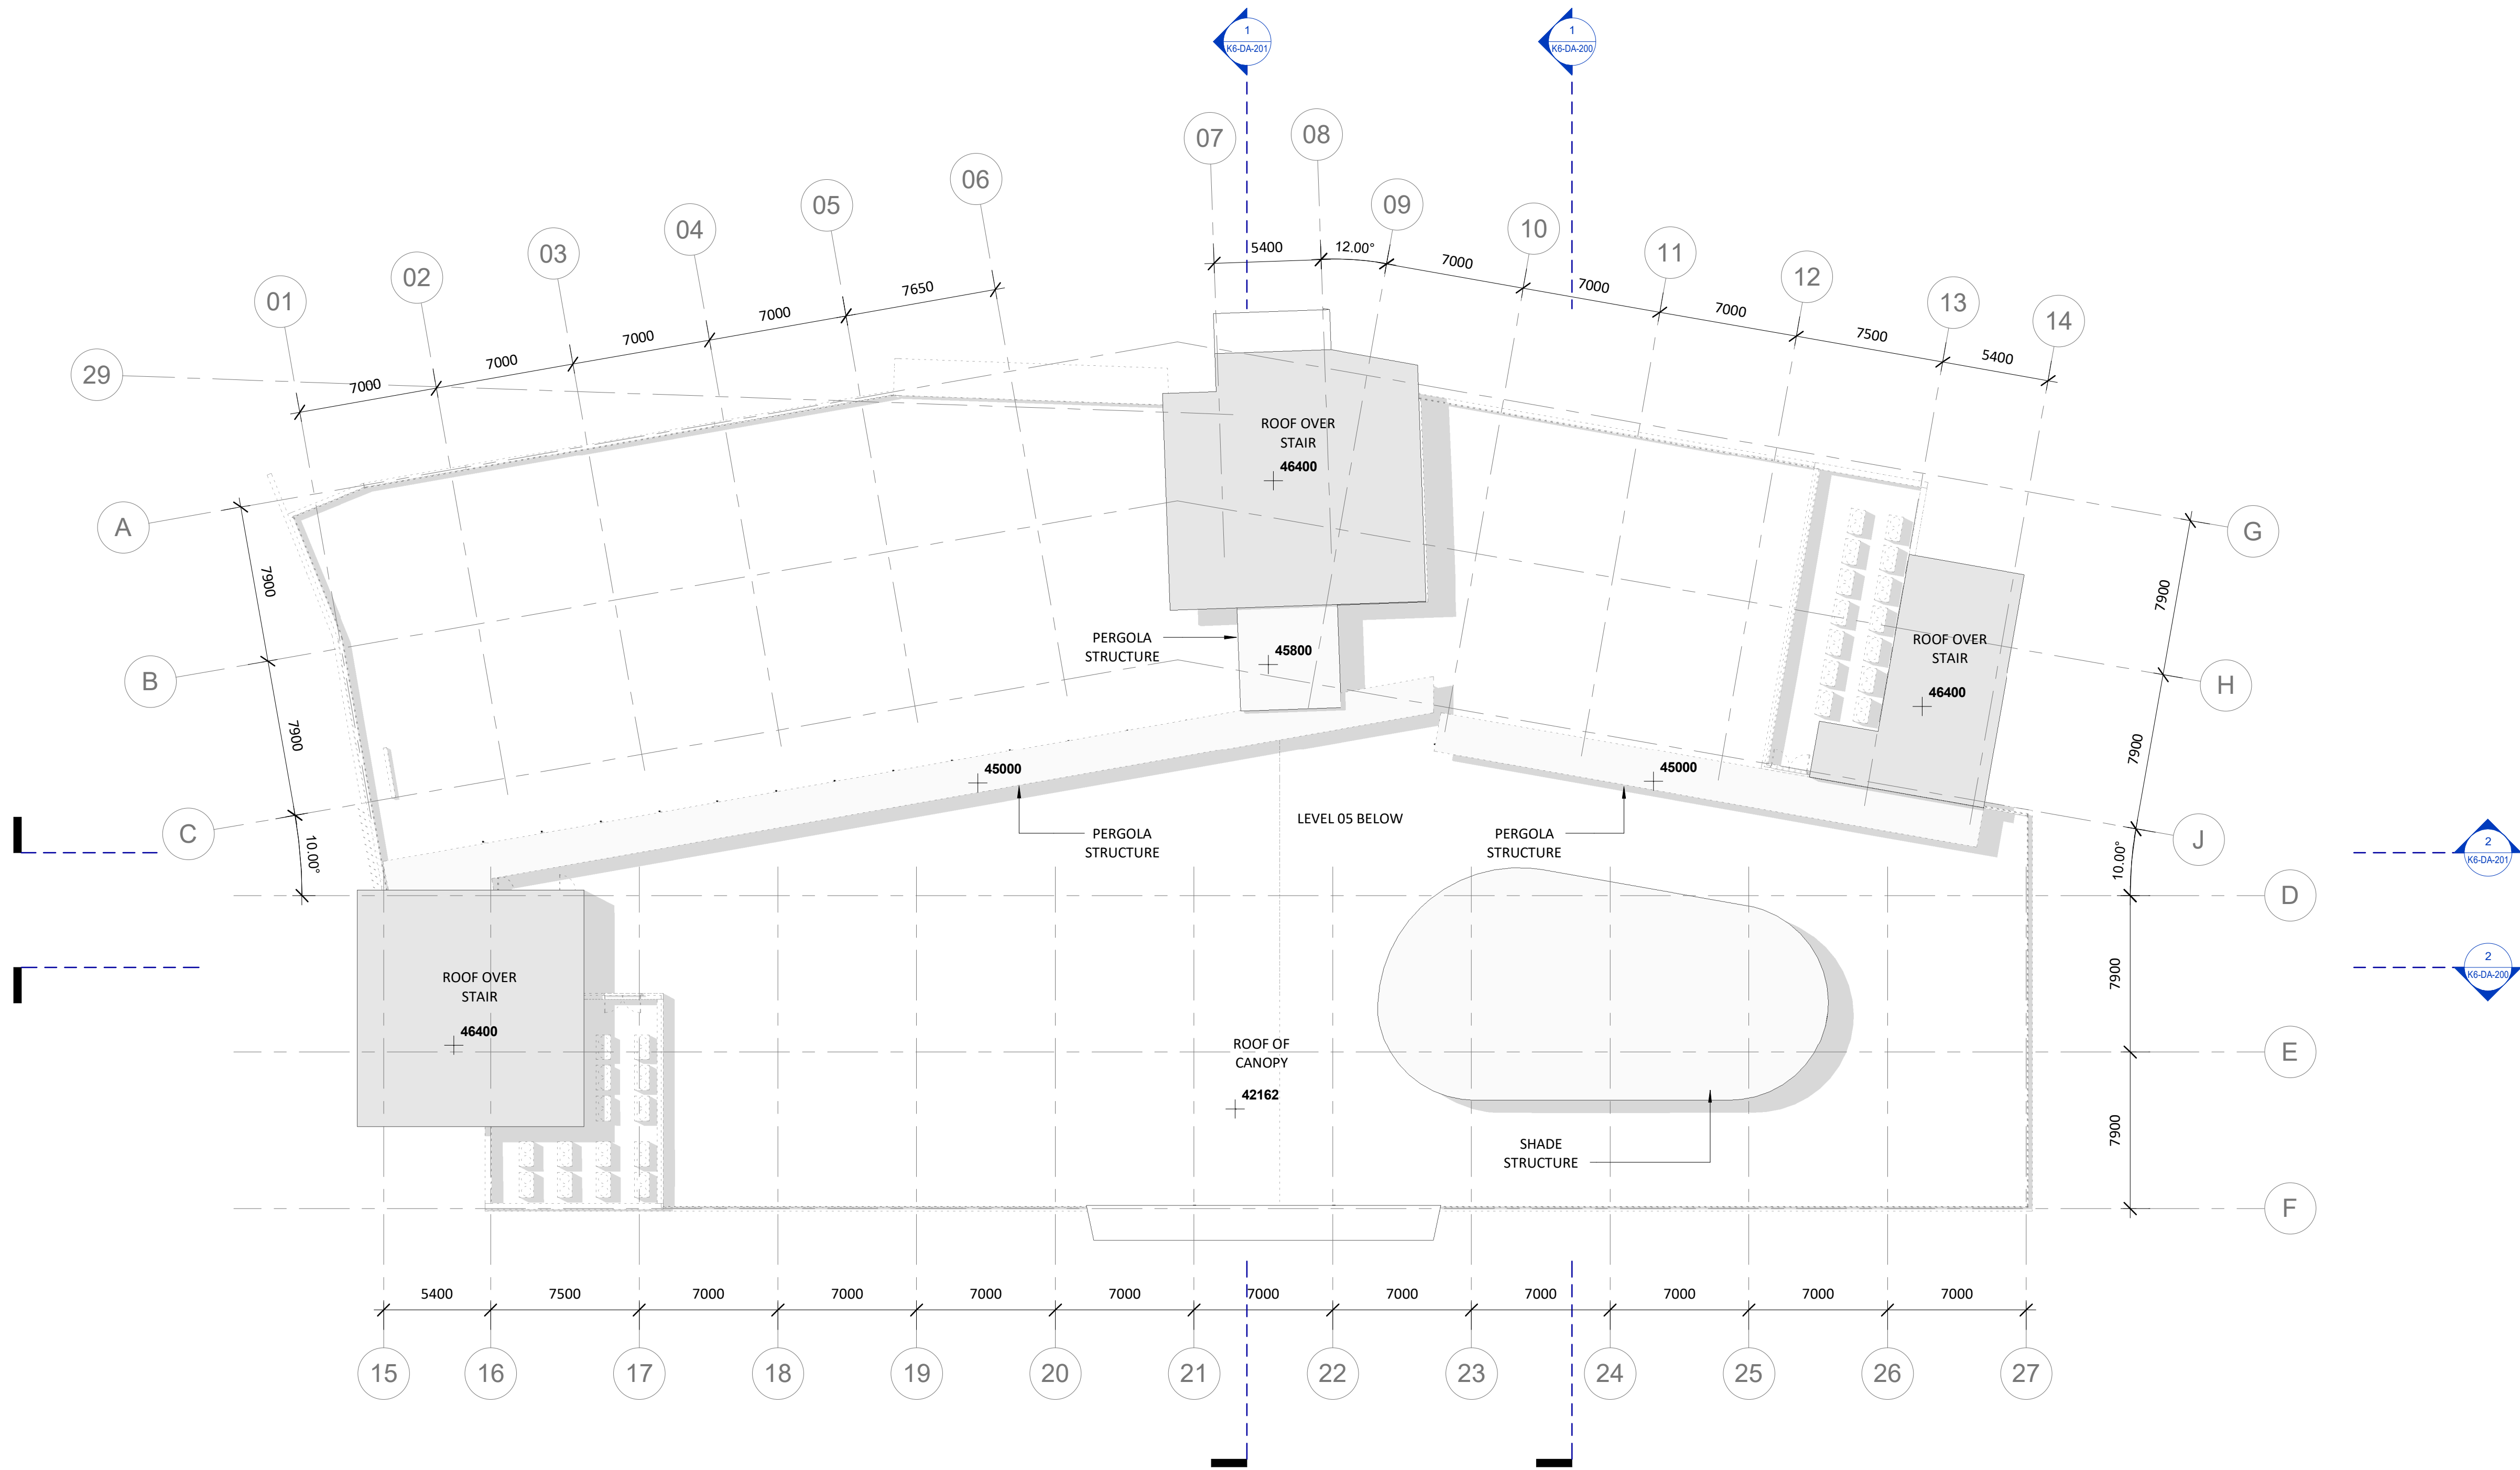 1
K6-DA-201
1
K6-DA-200
07
08
06
05
09
04
10
03
11
02
12
01
13
14
29
5400
12.00°
7000
7000
7000
7500
5400
7650
7000
7000
7000
7000
7000
ROOF OVER
STAIR
46400
A
G
7900
7900
PERGOLA
STRUCTURE
45800
ROOF OVER
STAIR
46400
B
H
7900
7900
45000
45000
LEVEL 05 BELOW
PERGOLA
STRUCTURE
PERGOLA
STRUCTURE
C
J
10.00°
10.00°
2
K6-DA-201
D
ROOF OVER
STAIR
46400
7900
2
K6-DA-200
ROOF OF
CANOPY
42162
E
SHADE
STRUCTURE
7900
F
5400
7500
7000
7000
7000
7000
7000
7000
7000
7000
7000
7000
15
16
17
18
19
20
21
22
23
24
25
26
27